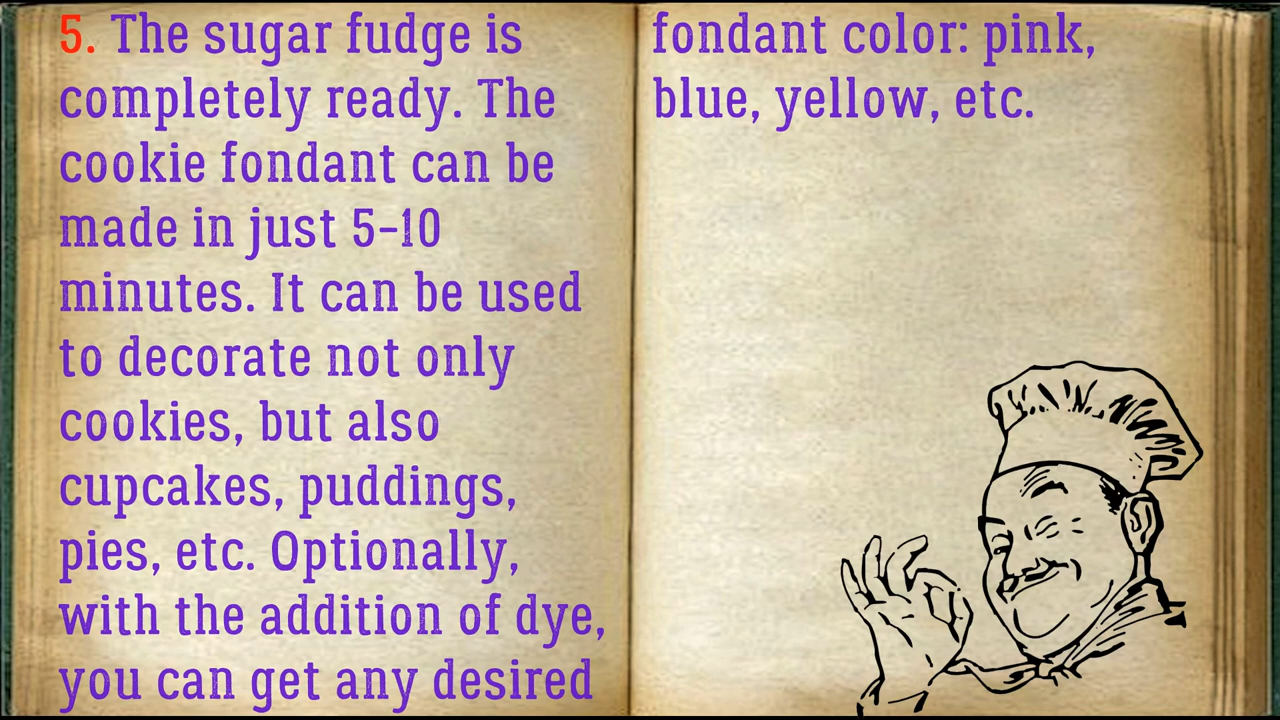 5. The sugar fudge is
completely ready. The
cookie fondant can be
made in just 5-10
minutes. It can be used
to decorate not only
cookies, but also
cupcakes, puddings,
pies, etc. Optionally,
with the addition of dye,
you can get any desired
fondant color: pink,
blue, yellow, etc.